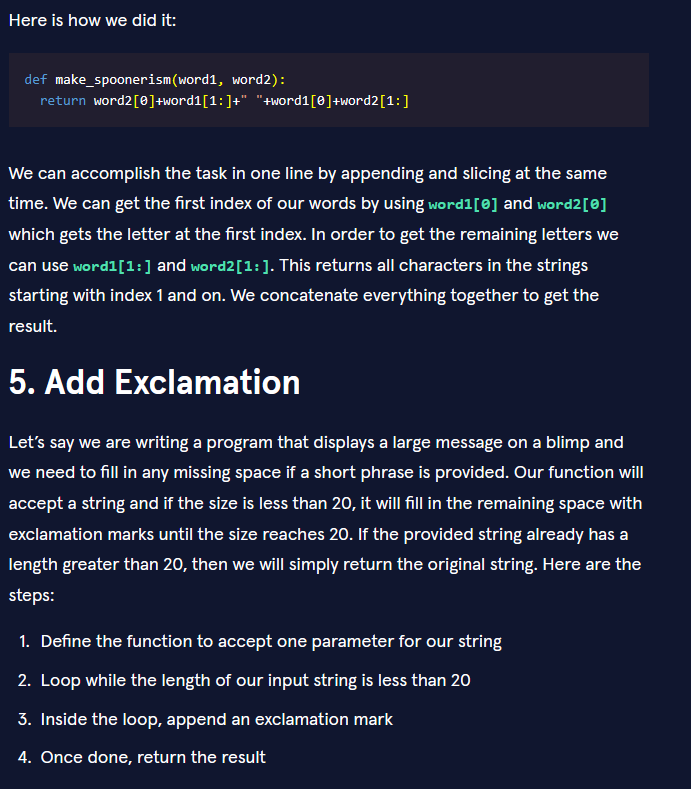 Here is how we did it:
def make_spoonerism(word1, word2):
  return word2[0]+word1[1:]+" "+word1[0]+word2[1:]
We can accomplish the task in one line by appending and slicing at the same
time. We can get the first index of our words by using word1[0] and word2[0]
which gets the letter at the first index. In order to get the remaining letters we
can use word1[1:] and word2[1:]. This returns all characters in the strings
starting with index 1 and on. We concatenate everything together to get the
result.
5. Add Exclamation
Let’s say we are writing a program that displays a large message on a blimp and
we need to fill in any missing space if a short phrase is provided. Our function will
accept a string and if the size is less than 20, it will fill in the remaining space with
exclamation marks until the size reaches 20. If the provided string already has a
length greater than 20, then we will simply return the original string. Here are the
steps:
1. Define the function to accept one parameter for our string
2. Loop while the length of our input string is less than 20
3. Inside the loop, append an exclamation mark
4. Once done, return the result